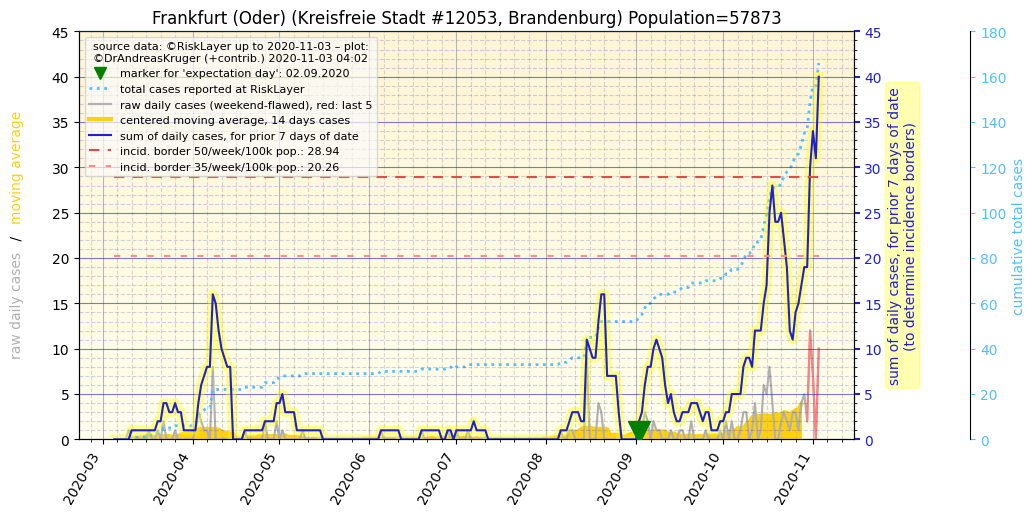 Frankfurt (Oder) (Kreisfreie Stadt #12053, Brandenburg) Population=57873
source data: ©RiskLayer up to 2020-11-03 – plot:
©DrAndreasKruger (+contrib.) 2020-11-03 04:02
marker for 'expectation day': 02.09.2020
total cases reported at RiskLayer
raw daily cases (weekend-flawed), red: last 5
centered moving average, 14 days cases
sum of daily cases, for prior 7 days of date
incid. border 50/week/100k pop.: 28.94
incid. border 35/week/100k pop.: 20.26
raw daily cases / moving average
45
40
35
30
25
20
15
10
5
0
2020-03
2020-04
2020-05
2020-06
2020-07
2020-08
2020-09
2020-10
2020-11
45
40
35
30
25
20
15
10
5
0
sum of daily cases, for prior 7 days of date
(to determine incidence borders)
180
160
140
120
100
80
60
40
20
0
cumulative total cases